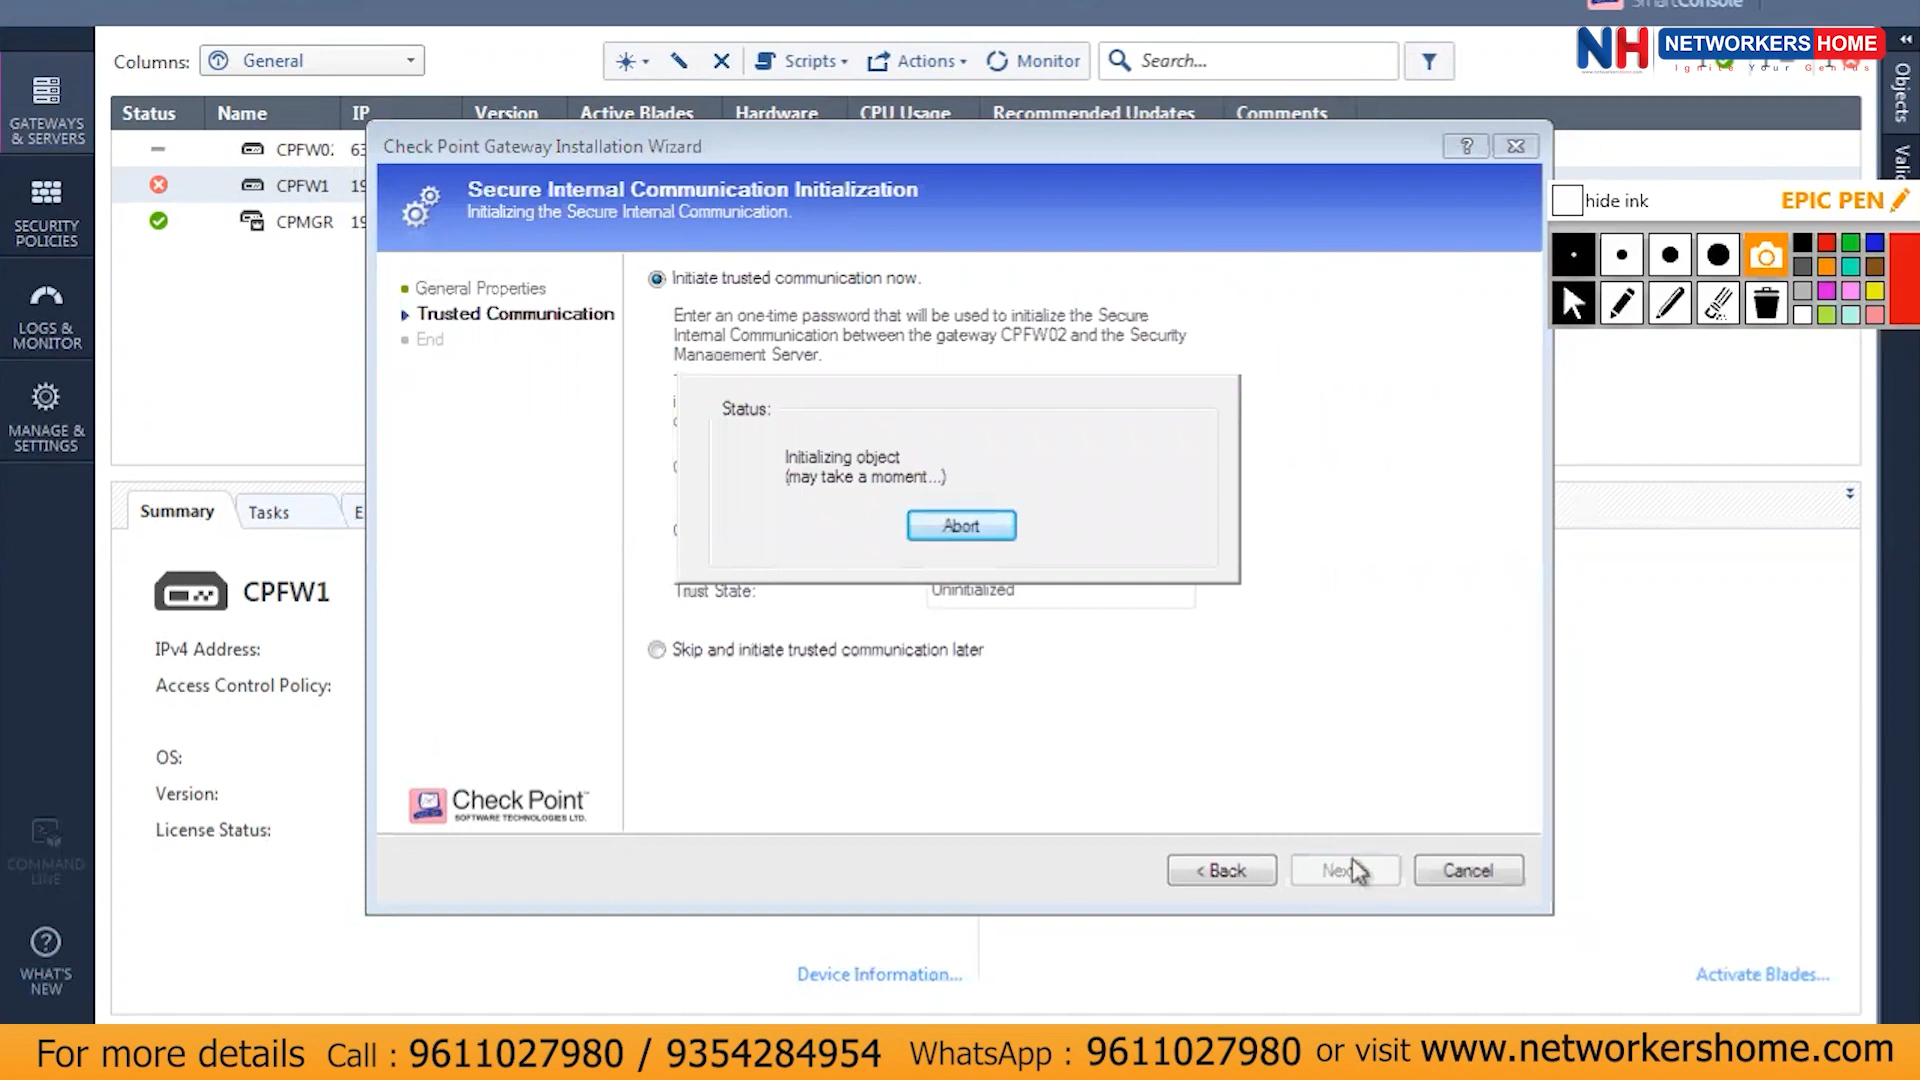 SmartConsole
Columns:
General
Scripts
Actions
Monitor
Search...
NH NETWORKERS HOME
Ignite Your Genius
Objects
Status
Name
IP
Version
Active Blades
Hardware
CPU Usage
Recommended Updates
Comments
GATEWAYS
& SERVERS
SECURITY
POLICIES
LOGS &
MONITOR
MANAGE &
SETTINGS
COMMAND
LINE
WHAT'S
NEW
CPFW02
CPFW1
CPMGR
Check Point Gateway Installation Wizard
Secure Internal Communication Initialization
Initializing the Secure Internal Communication.
General Properties
Trusted Communication
End
Initiate trusted communication now.
Enter an one-time password that will be used to initialize the Secure
Internal Communication between the gateway CPFW02 and the Security
Management Server.
Status:
Initializing object
(may take a moment...)
Abort
Trust State:
Uninitialized
Skip and initiate trusted communication later
Check Point
SOFTWARE TECHNOLOGIES LTD.
< Back
Cancel
hide ink
EPIC PEN
Summary
Tasks
CPFW1
IPv4 Address:
Access Control Policy:
OS:
Version:
License Status:
Device Information...
Activate Blades...
For more details Call : 9611027980 / 9354284954 WhatsApp : 9611027980 or visit www.networkershome.com